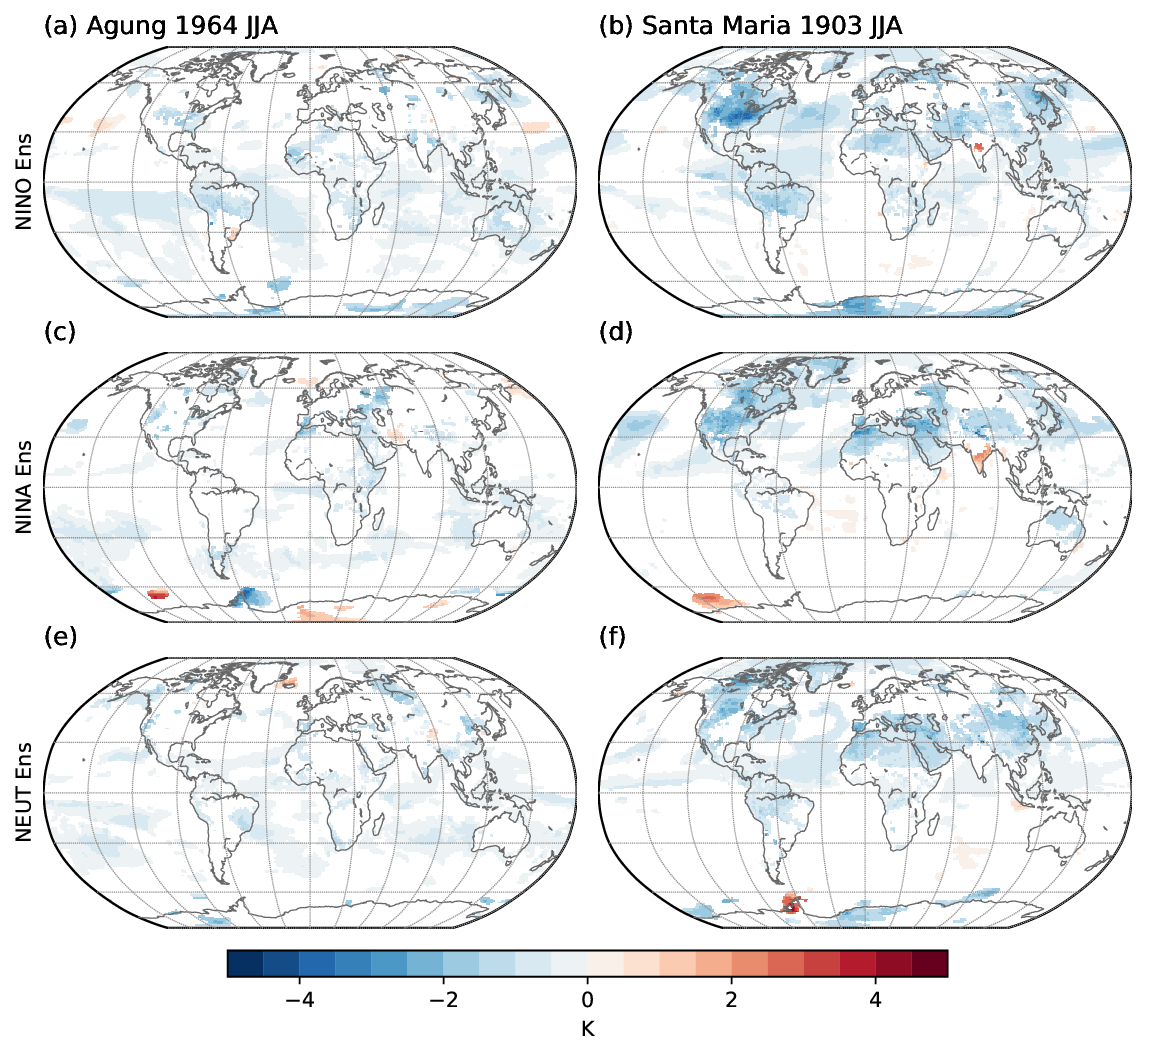 (a) Agung 1964 JJA
(b) Santa Maria 1903 JJA
NINO Ens
(c)
(d)
NINA Ens
(e)
(f)
NEUT Ens
−4 −2 0 2 4
K